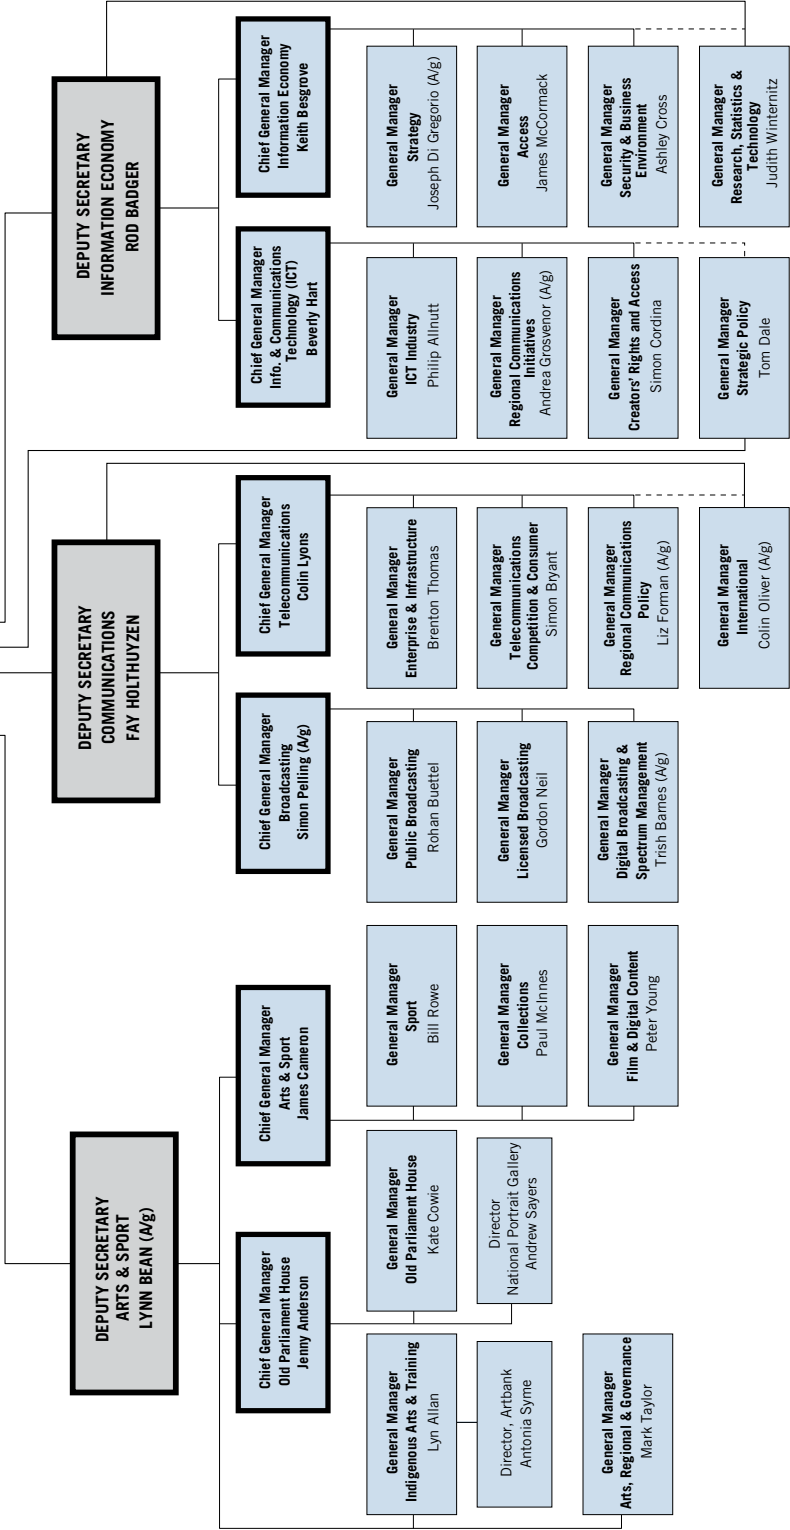 DEPUTY SECRETARY
ARTS & SPORT
LYNN BEAN (A/g)
DEPUTY SECRETARY
COMMUNICATIONS
FAY HOLTHUYZEN
DEPUTY SECRETARY
INFORMATION ECONOMY
ROD BADGER
Chief General Manager
Old Parliament House
Jenny Anderson
Chief General Manager
Arts & Sport
James Cameron
Chief General Manager
Broadcasting
Simon Pelling (A/g)
Chief General Manager
Telecommunications
Colin Lyons
Chief General Manager
Info. & Communications
Technology (ICT)
Beverly Hart
Chief General Manager
Information Economy
Keith Besgrove
General Manager
Indigenous Arts & Training
Lyn Allan
General Manager
Old Parliament House
Kate Cowie
General Manager
Sport
Bill Rowe
General Manager
Public Broadcasting
Rohan Buettel
General Manager
Enterprise & Infrastructure
Brenton Thomas
General Manager
ICT Industry
Philip Allnutt
General Manager
Strategy
Joseph Di Gregorio (A/g)
Director, Artbank
Antonia Syme
Director
National Portrait Gallery
Andrew Sayers
General Manager
Collections
Paul McInnes
General Manager
Licensed Broadcasting
Gordon Neil
General Manager
Telecommunications
Competition & Consumer
Simon Bryant
General Manager
Regional Communications
Initiatives
Andrea Grosvenor (A/g)
General Manager
Access
James McCormack
General Manager
Arts, Regional & Governance
Mark Taylor
General Manager
Film & Digital Content
Peter Young
General Manager
Digital Broadcasting &
Spectrum Management
Trish Barnes (A/g)
General Manager
Regional Communications
Policy
Liz Forman (A/g)
General Manager
Creators' Rights and Access
Simon Cordina
General Manager
Security & Business
Environment
Ashley Cross
General Manager
International
Colin Oliver (A/g)
General Manager
Strategic Policy
Tom Dale
General Manager
Research, Statistics &
Technology
Judith Winternitz